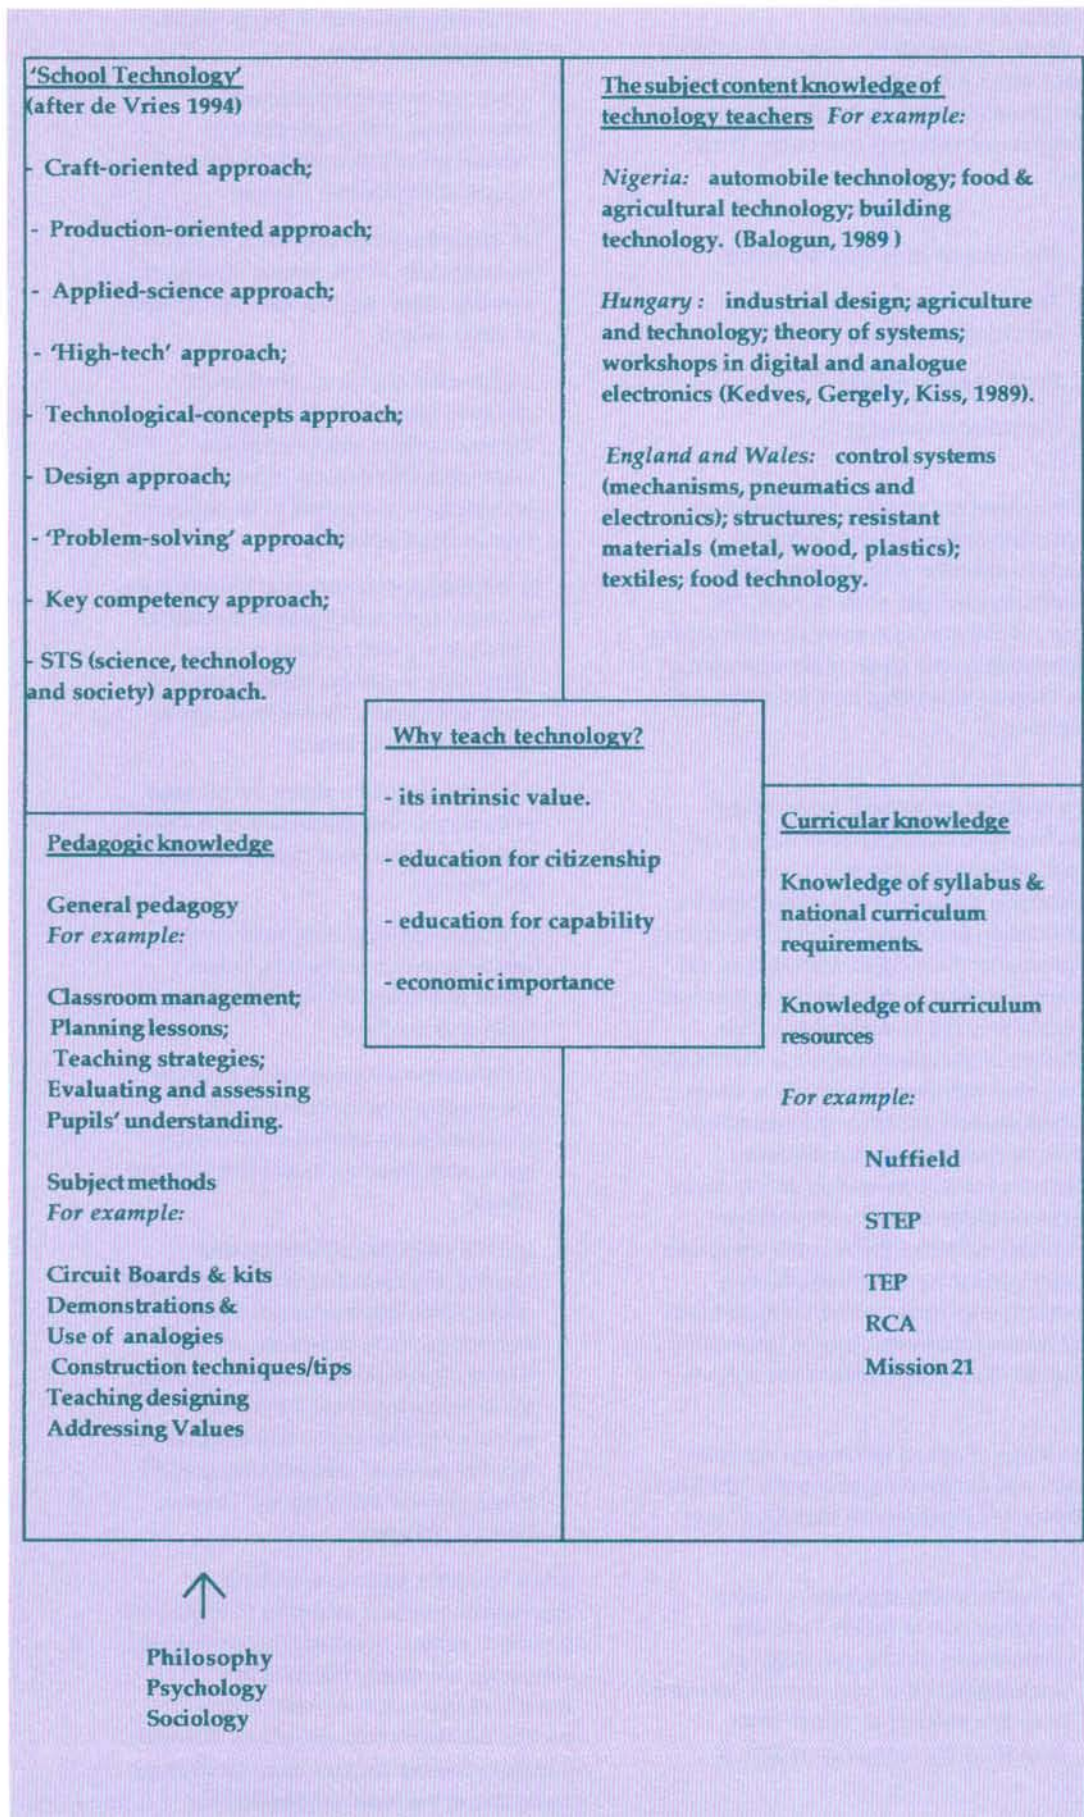 'School Technology'
(after de Vries 1994)
- Craft-oriented approach;
- Production-oriented approach;
- Applied-science approach;
- 'High-tech' approach;
- Technological-concepts approach;
- Design approach;
- 'Problem-solving' approach;
- Key competency approach;
- STS (science, technology
and society) approach.
The subject content knowledge of
technology teachers For example:
Nigeria: automobile technology; food &
agricultural technology; building
technology. (Balogun, 1989 )
Hungary : industrial design; agriculture
and technology; theory of systems;
workshops in digital and analogue
electronics (Kedves, Gergely, Kiss, 1989).
England and Wales: control systems
(mechanisms, pneumatics and
electronics); structures; resistant
materials (metal, wood, plastics);
textiles; food technology.
Why teach technology?
- its intrinsic value.
- education for citizenship
- education for capability
- economic importance
Pedagogic knowledge
General pedagogy
For example:
Classroom management;
Planning lessons;
Teaching strategies;
Evaluating and assessing
Pupils' understanding.
Subject methods
For example:
Circuit Boards & kits
Demonstrations &
Use of analogies
Construction techniques/tips
Teaching designing
Addressing Values
Curricular knowledge
Knowledge of syllabus &
national curriculum
requirements.
Knowledge of curriculum
resources
For example:
Nuffield
STEP
TEP
RCA
Mission 21
Philosophy
Psychology
Sociology